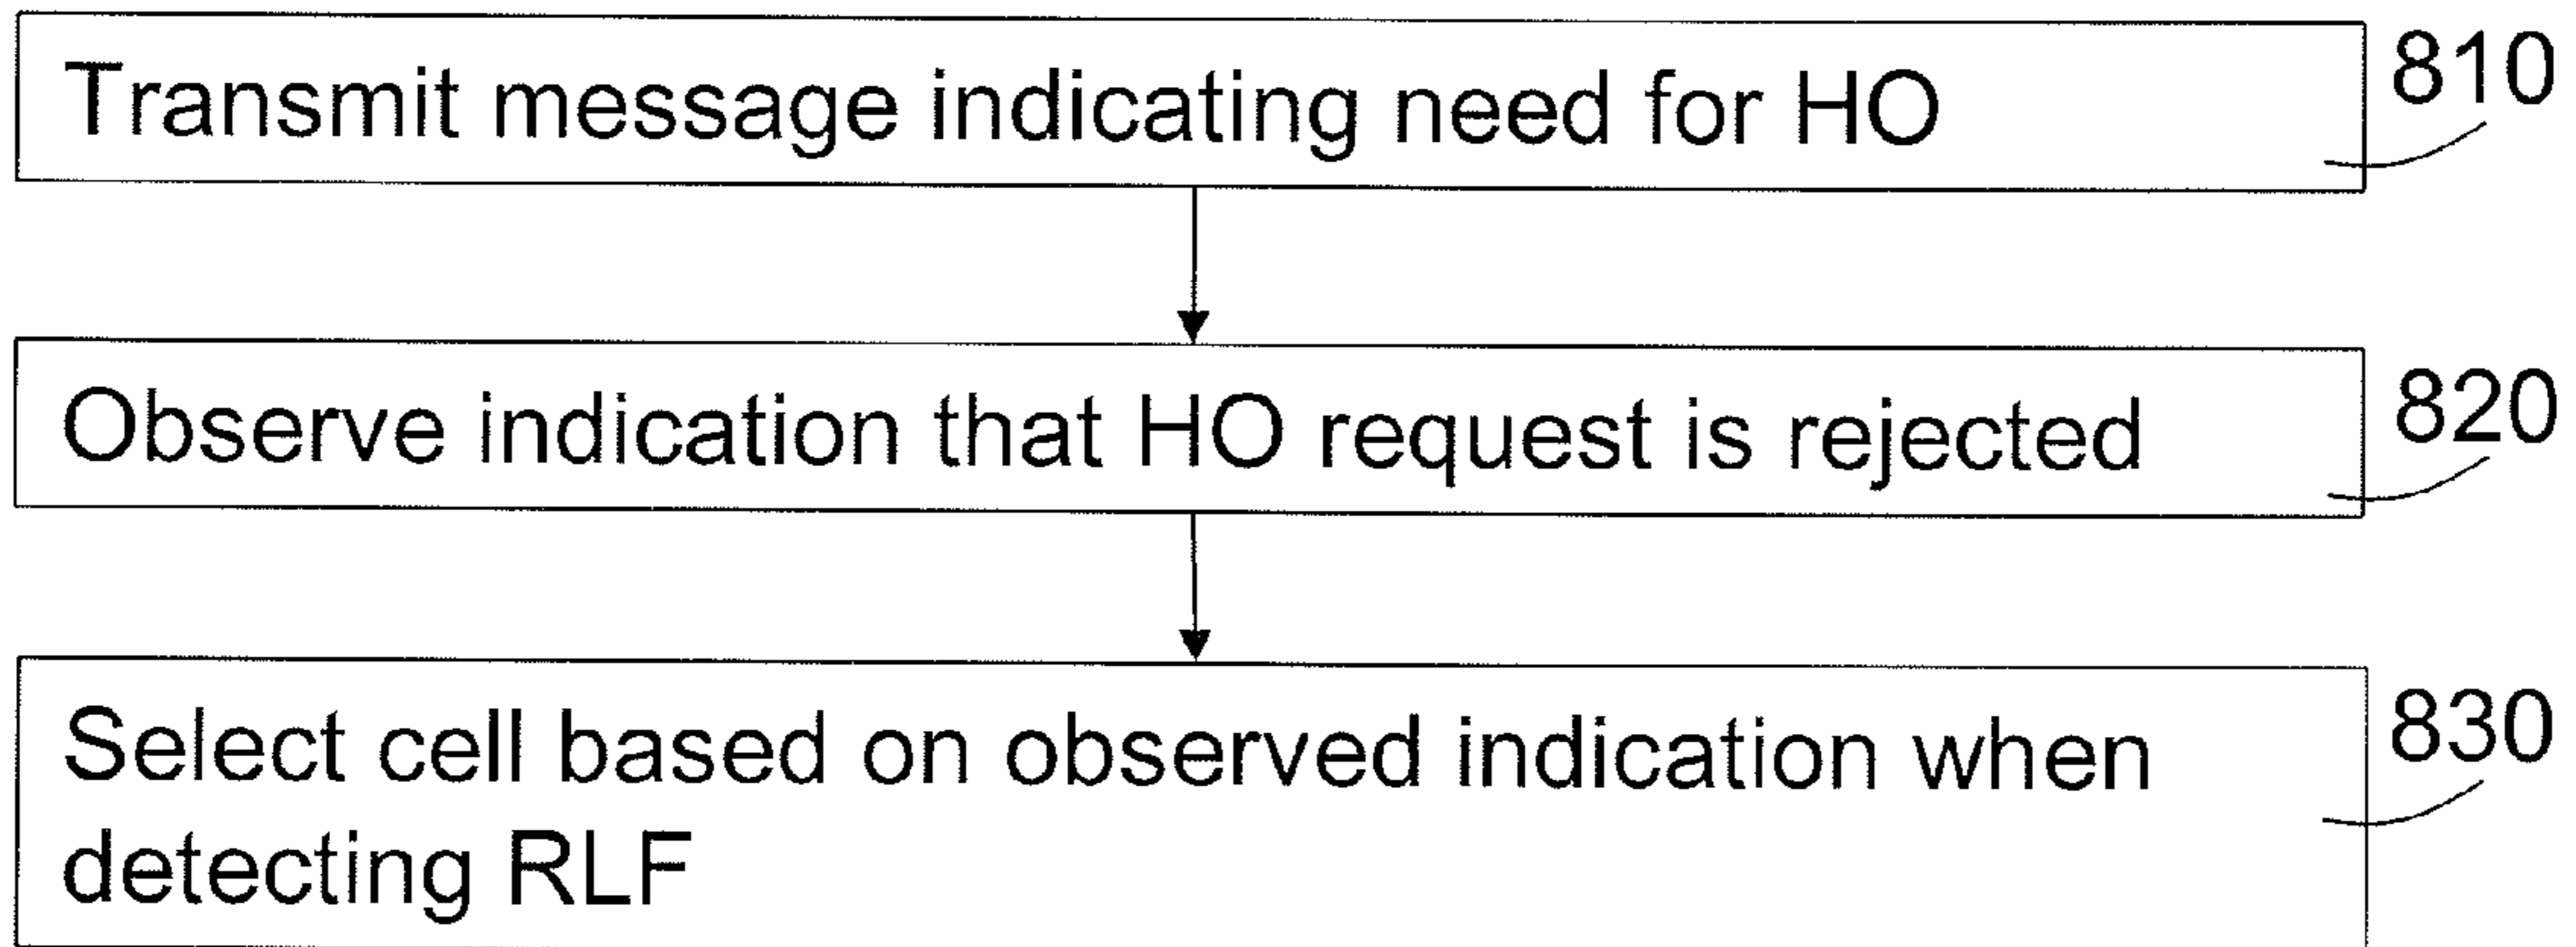 Transmit message indicating need for HO
810
Observe indication that HO request is rejected
820
Select cell based on observed indication when
detecting RLF
830